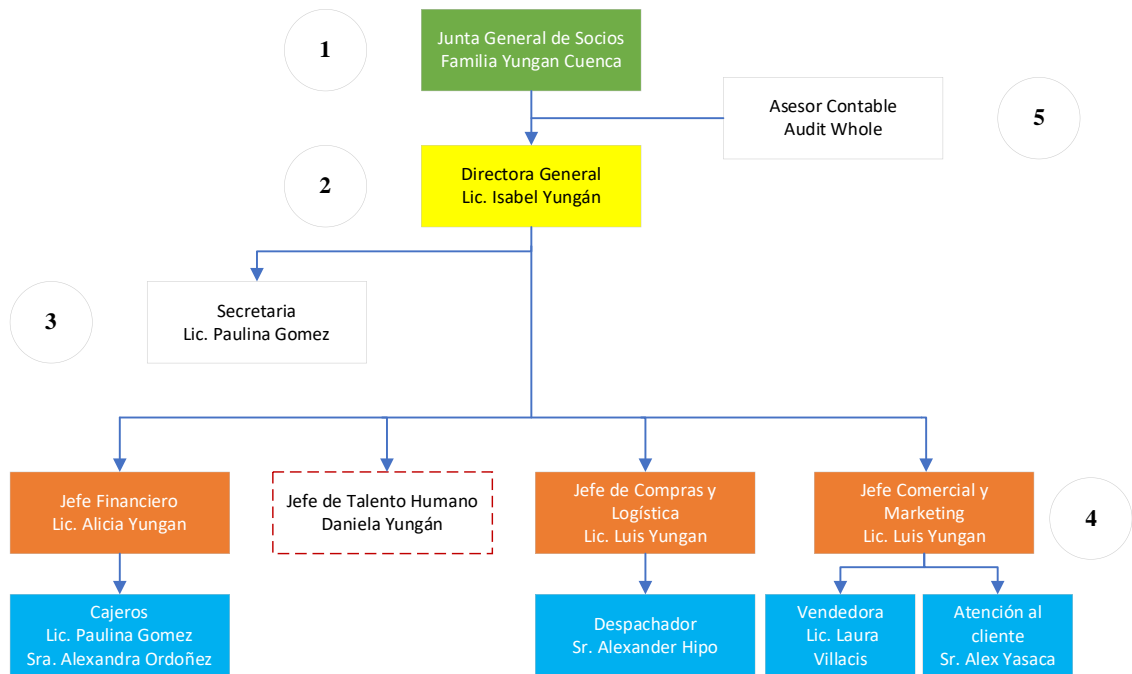 1
Junta General de Socios
Familia Yungan Cuenca
Asesor Contable
Audit Whole
5
2
Directora General
Lic. Isabel Yungán
3
Secretaria
Lic. Paulina Gomez
Jefe Financiero
Lic. Alicia Yungan
Jefe de Talento Humano
Daniela Yungán
Jefe de Compras y
Logística
Lic. Luis Yungan
Jefe Comercial y
Marketing
Lic. Luis Yungan
4
Cajeros
Lic. Paulina Gomez
Sra. Alexandra Ordoñez
Despachador
Sr. Alexander Hipo
Vendedora
Lic. Laura
Villacis
Atención al
cliente
Sr. Alex Yasaca